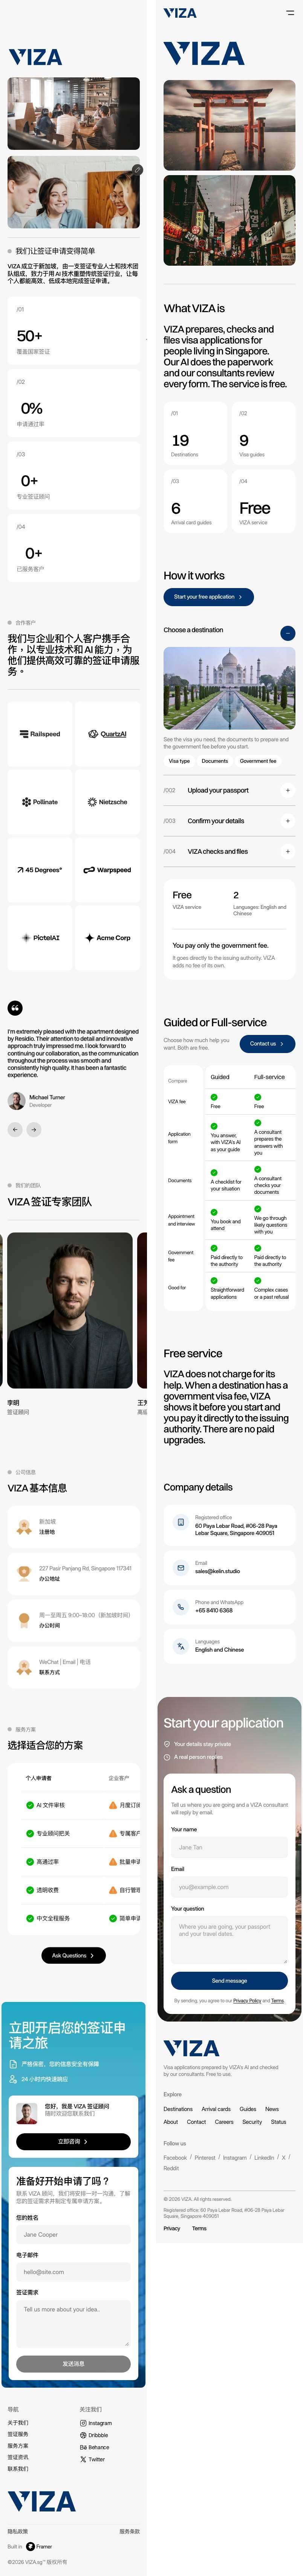 VIZA
我们让签证申请变得简单
VIZA 成立于新加坡，由一支签证专业人士和技术团
队组成，致力于用 AI 技术重塑传统签证行业，让每
个人都能高效、低成本地完成签证申请。
/01
50+
覆盖国家签证
/02
0%
申请通过率
/03
0+
专业签证顾问
/04
0+
已服务客户
合作客户
我们与企业和个人客户携手合
作，以专业技术和 AI 能力，为
他们提供高效可靠的签证申请服
务。
Railspeed
QuartzAI
Pollinate
Nietzsche
45 Degrees°
Warpspeed
PictelAI
Acme Corp
I'm extremely pleased with the apartment designed
by Residio. Their attention to detail and innovative
approach truly impressed me. I look forward to
continuing our collaboration, as the communication
throughout the process was smooth and
consistently high quality. It has been a fantastic
experience.
Michael Turner
Developer
我们的团队
VIZA 签证专家团队
李明
签证顾问
公司信息
VIZA 基本信息
新加坡
注册地
227 Pasir Panjang Rd, Singapore 117341
办公地址
周一至周五 9:00–18:00（新加坡时间）
办公时间
WeChat | Email | 电话
联系方式
服务方案
选择适合您的方案
个人申请者
企业客户
AI 文件审核
月度订阅
专业顾问把关
专属客户
高通过率
批量申请
透明收费
自行管理
中文全程服务
简单申请
Ask Questions
立即开启您的签证申
请之旅
严格保密，您的信息安全有保障
24 小时内快速响应
您好，我是 VIZA 签证顾问
随时欢迎您联系我们
立即咨询
准备好开始申请了吗？
联系 VIZA 顾问，我们将安排一对一沟通，了解
您的签证需求并制定专属申请方案。
您的姓名
Jane Cooper
电子邮件
hello@site.com
签证需求
Tell us more about your idea..
发送消息
导航
关注我们
关于我们
Instagram
签证服务
Dribbble
服务方案
Behance
签证资讯
Twitter
联系我们
VIZA
隐私政策
服务条款
Built in
Framer
©2026 VIZA.sg™ 版权所有
VIZA
VIZA
What VIZA is
VIZA prepares, checks and
files visa applications for
people living in Singapore.
Our AI does the paperwork
and our consultants review
every form. The service is free.
/01
19
Destinations
/02
9
Visa guides
/03
6
Arrival card guides
/04
Free
VIZA service
How it works
Start your free application
Choose a destination
See the visa you need, the documents to prepare and
the government fee before you start.
Visa type
Documents
Government fee
/002
Upload your passport
/003
Confirm your details
/004
VIZA checks and files
Free
VIZA service
2
Languages: English and
Chinese
You pay only the government fee.
It goes directly to the issuing authority. VIZA
adds no fee of its own.
Guided or Full-service
Choose how much help you
want. Both are free.
Contact us
Compare
Guided
Full-service
VIZA fee
Free
Free
Application
form
You answer,
with VIZA's AI
as your guide
A consultant
prepares the
answers with
you
Documents
A checklist for
your situation
A consultant
checks your
documents
Appointment
and interview
You book and
attend
We go through
likely questions
with you
Government
fee
Paid directly to
the authority
Paid directly to
the authority
Good for
Straightforward
applications
Complex cases
or a past refusal
Free service
VIZA does not charge for its
help. When a destination has a
government visa fee, VIZA
shows it before you start and
you pay it directly to the issuing
authority. There are no paid
upgrades.
Company details
Registered office
60 Paya Lebar Road, #06-28 Paya
Lebar Square, Singapore 409051
Email
sales@kelin.studio
Phone and WhatsApp
+65 8410 6368
Languages
English and Chinese
Start your application
Your details stay private
A real person replies
Ask a question
Tell us where you are going and a VIZA consultant
will reply by email.
Your name
Jane Tan
Email
you@example.com
Your question
Where you are going, your passport
and your travel dates.
Send message
By sending, you agree to our Privacy Policy and Terms.
VIZA
Visa applications prepared by VIZA's AI and checked
by our consultants. Free to use.
Explore
Destinations
Arrival cards
Guides
News
About
Contact
Careers
Security
Status
Follow us
Facebook / Pinterest / Instagram / LinkedIn / X /
Reddit
© 2026 VIZA. All rights reserved.
Registered office: 60 Paya Lebar Road, #06-28 Paya Lebar
Square, Singapore 409051
Privacy
Terms